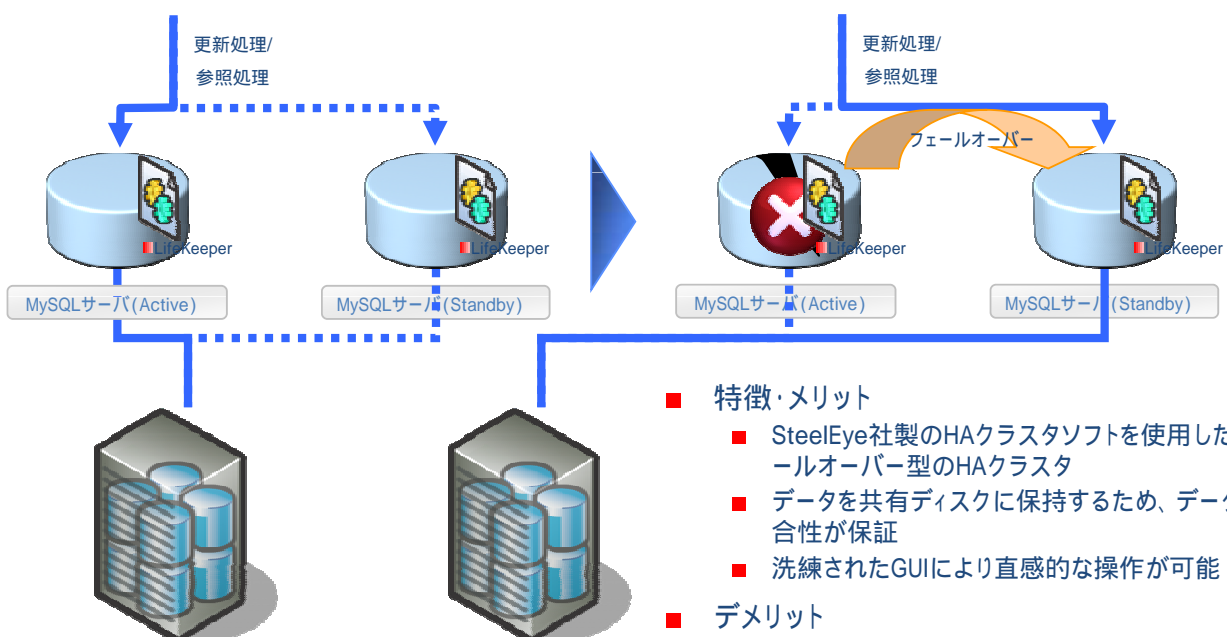 更新処理/
参照処理
LifeKeeper
LifeKeeper
MySQLサーバ(Active)
MySQLサーバ(Standby)
更新処理/
参照処理
フェールオーバー
LifeKeeper
LifeKeeper
MySQLサーバ(Active)
MySQLサーバ(Standby)
特徴・メリット
SteelEye社製のHAクラスタソフトを使用した
ールオーバー型のHAクラスタ
データを共有ディスクに保持するため、データ
合性が保証
洗練されたGUIにより直感的な操作が可能
デメリット